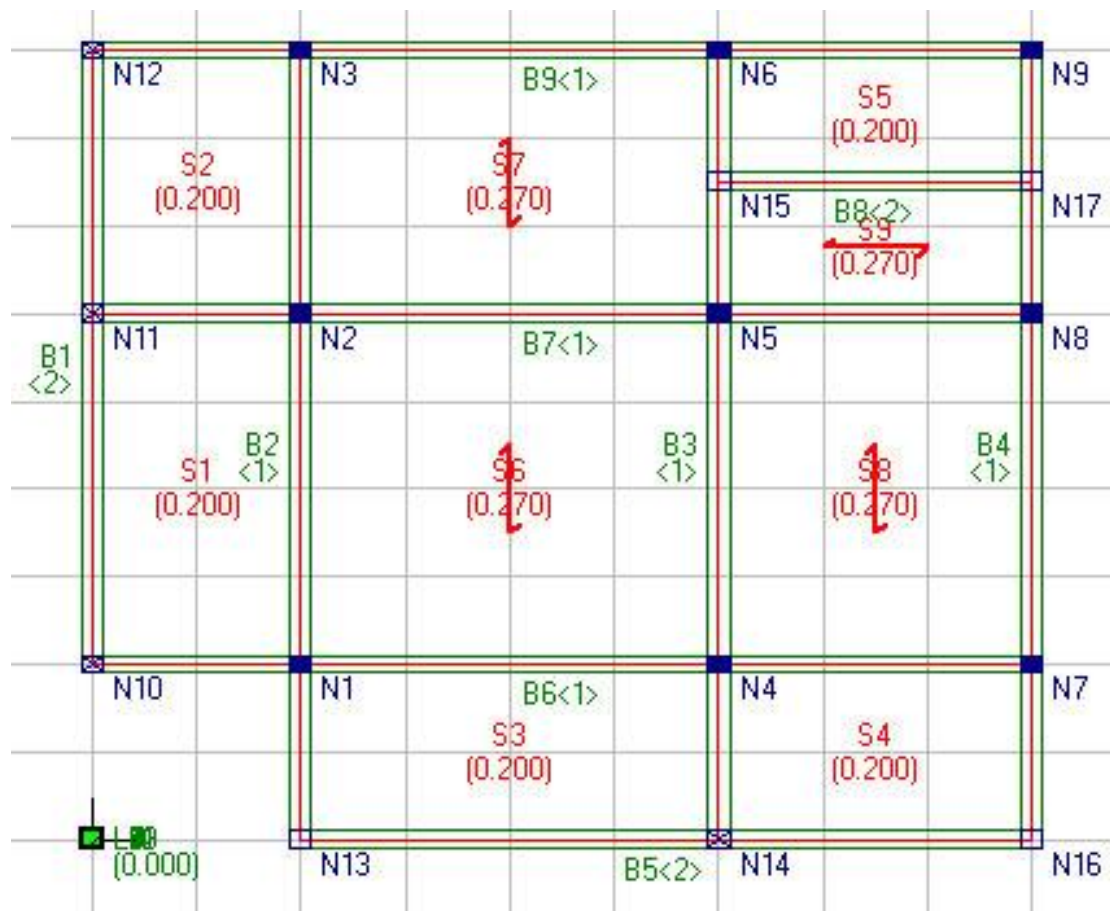 N12
N3
B9<1>
N6
N9
S5
(0.200)
S2
(0.200)
S7
(0.270)
N15
B8<2>
N17
S9
(0.270)
N11
N2
B7<1>
N5
N8
B1
<2>
B2
<1>
B3
<1>
B4
<1>
S1
(0.200)
S6
(0.270)
S8
(0.270)
N10
N1
B6<1>
N4
N7
S3
(0.200)
S4
(0.200)
(0.000)
N13
B5<2>
N14
N16